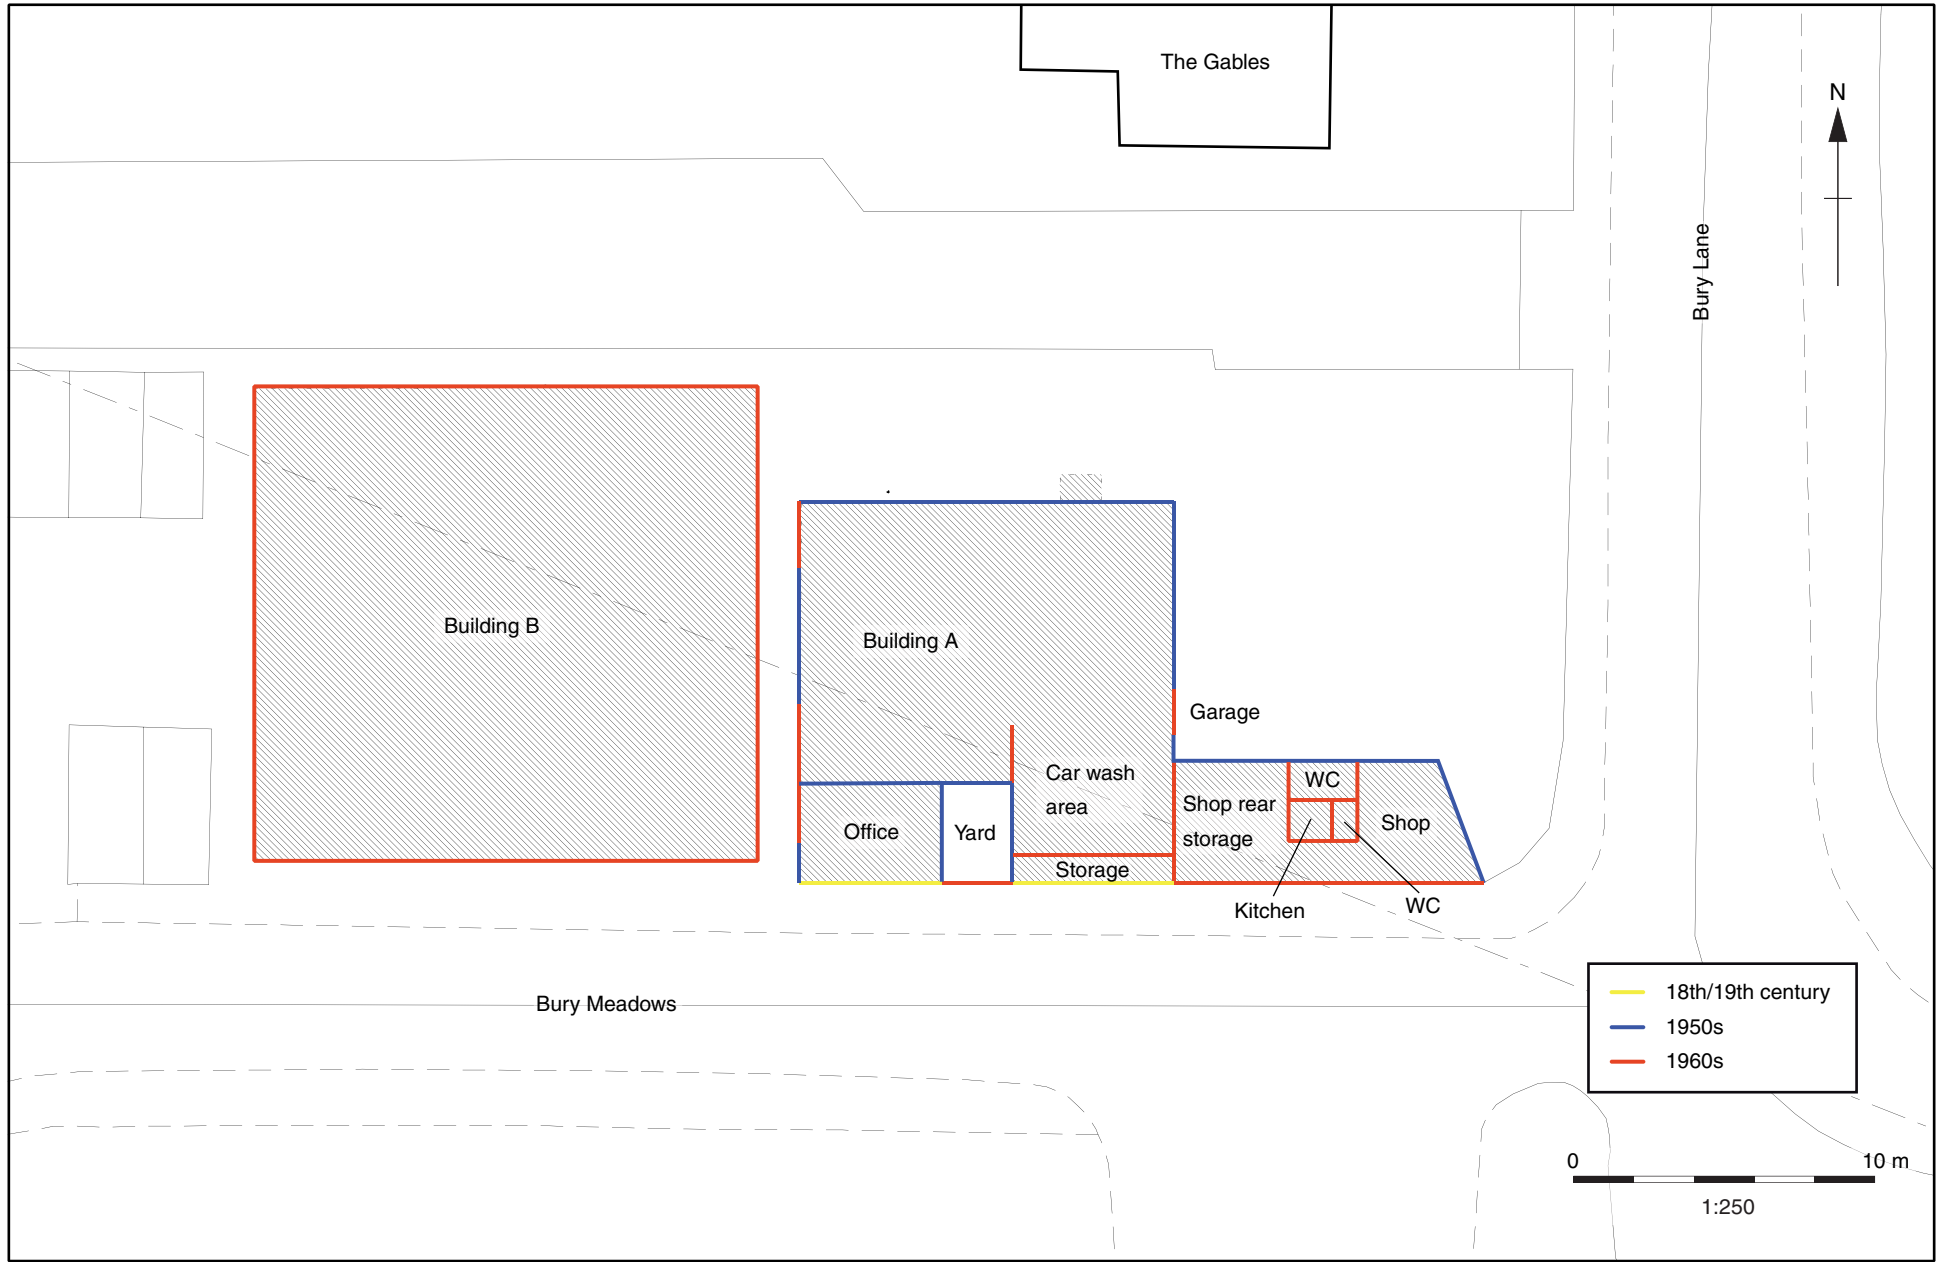 The Gables
N
Bury Lane
Building B
Building A
Garage
Car wash
area
WC
Shop rear
storage
Shop
Office
Yard
Storage
Kitchen
WC
Bury Meadows
18th/19th century
1950s
1960s
0
10 m
1:250